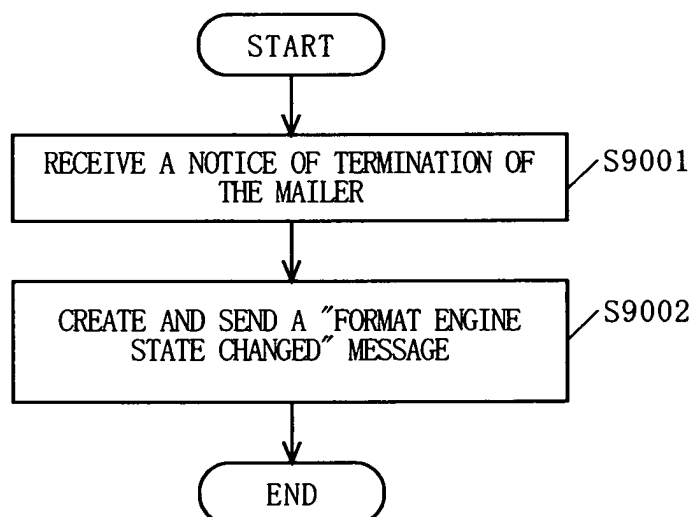 START
RECEIVE A NOTICE OF TERMINATION OF
THE MAILER
S9001
CREATE AND SEND A "FORMAT ENGINE
STATE CHANGED" MESSAGE
S9002
END